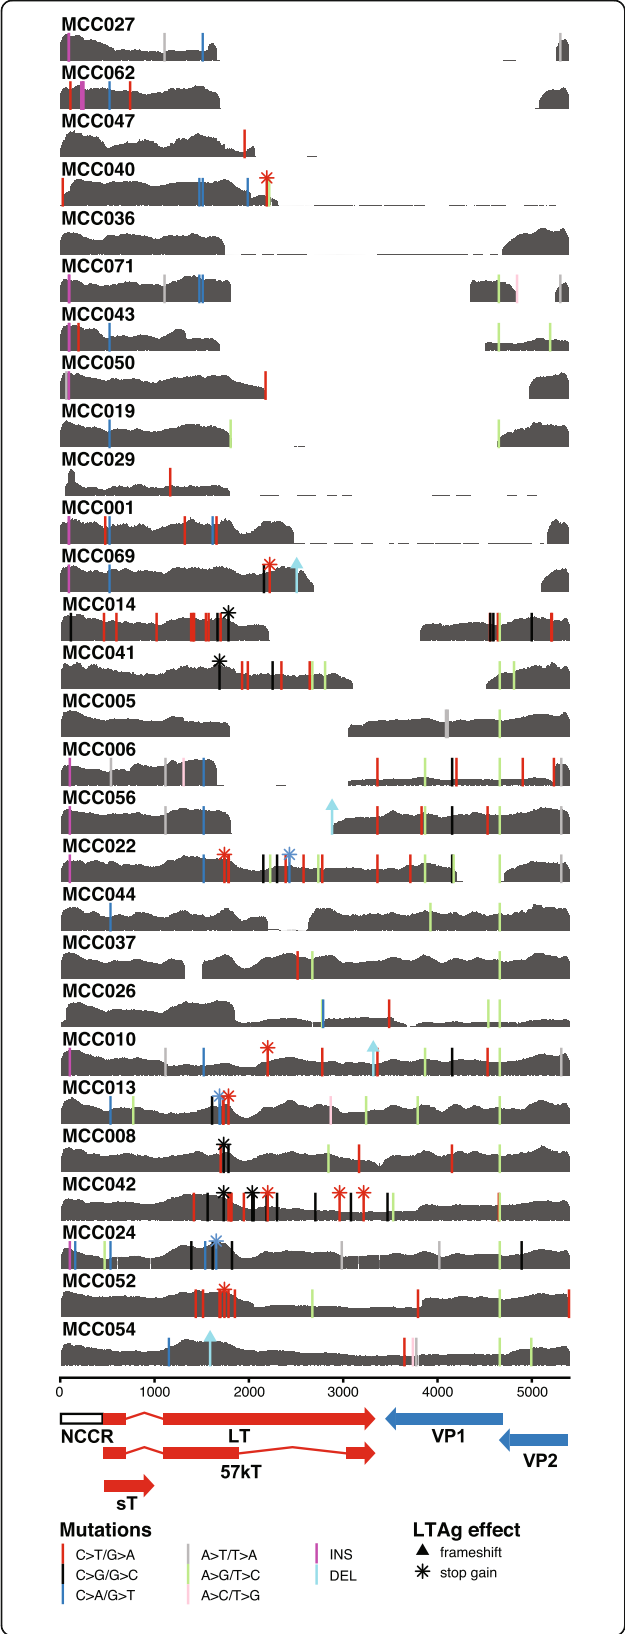 MCC027
MCC062
MCC047
MCC040
MCC036
MCC071
MCC043
MCC050
MCC019
MCC029
MCC001
MCC069
MCC014
MCC041
MCC005
MCC006
MCC056
MCC022
MCC044
MCC037
MCC026
MCC010
MCC013
MCC008
MCC042
MCC024
MCC052
MCC054
0 1000 2000 3000 4000 5000
NCCR LT VP1
57kT VP2
sT
Mutations LTAg effect
C>T/G>A A>T/T>A INS frameshift
C>G/G>C A>G/T>C DEL stop gain
C>A/G>T A>C/T>G